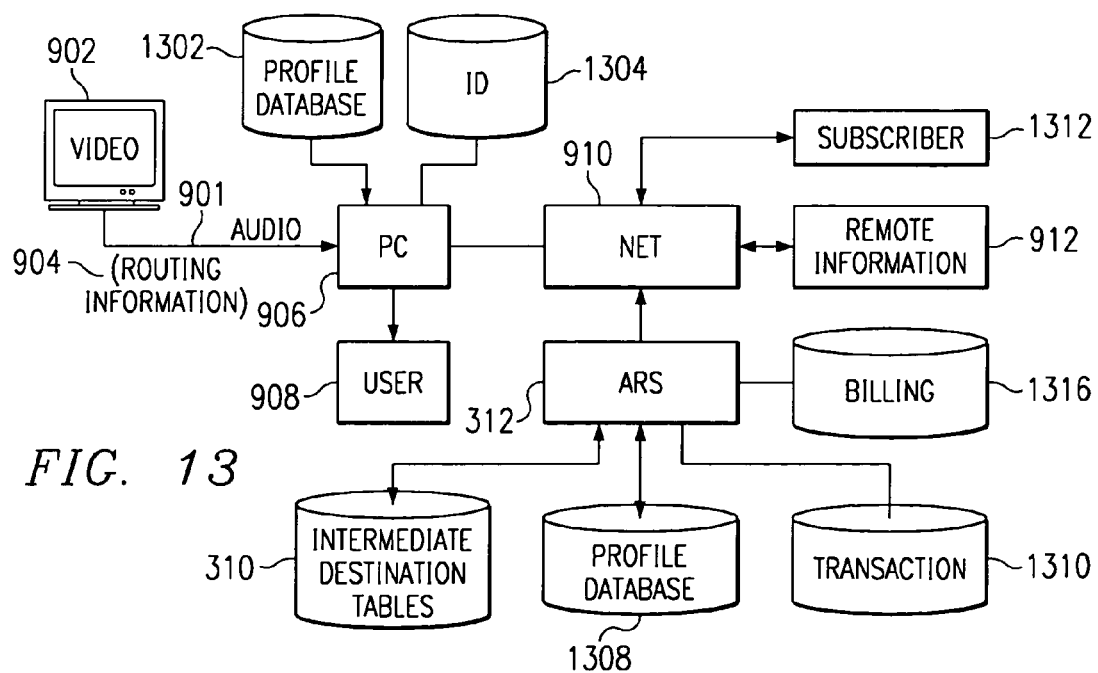 902
1302
PROFILE
DATABASE
ID
1304
VIDEO
901
AUDIO
904
(ROUTING
INFORMATION)
PC
906
910
NET
SUBSCRIBER
1312
REMOTE
INFORMATION
912
USER
908
ARS
312
BILLING
1316
FIG. 13
INTERMEDIATE
DESTINATION
TABLES
310
PROFILE
DATABASE
1308
TRANSACTION
1310